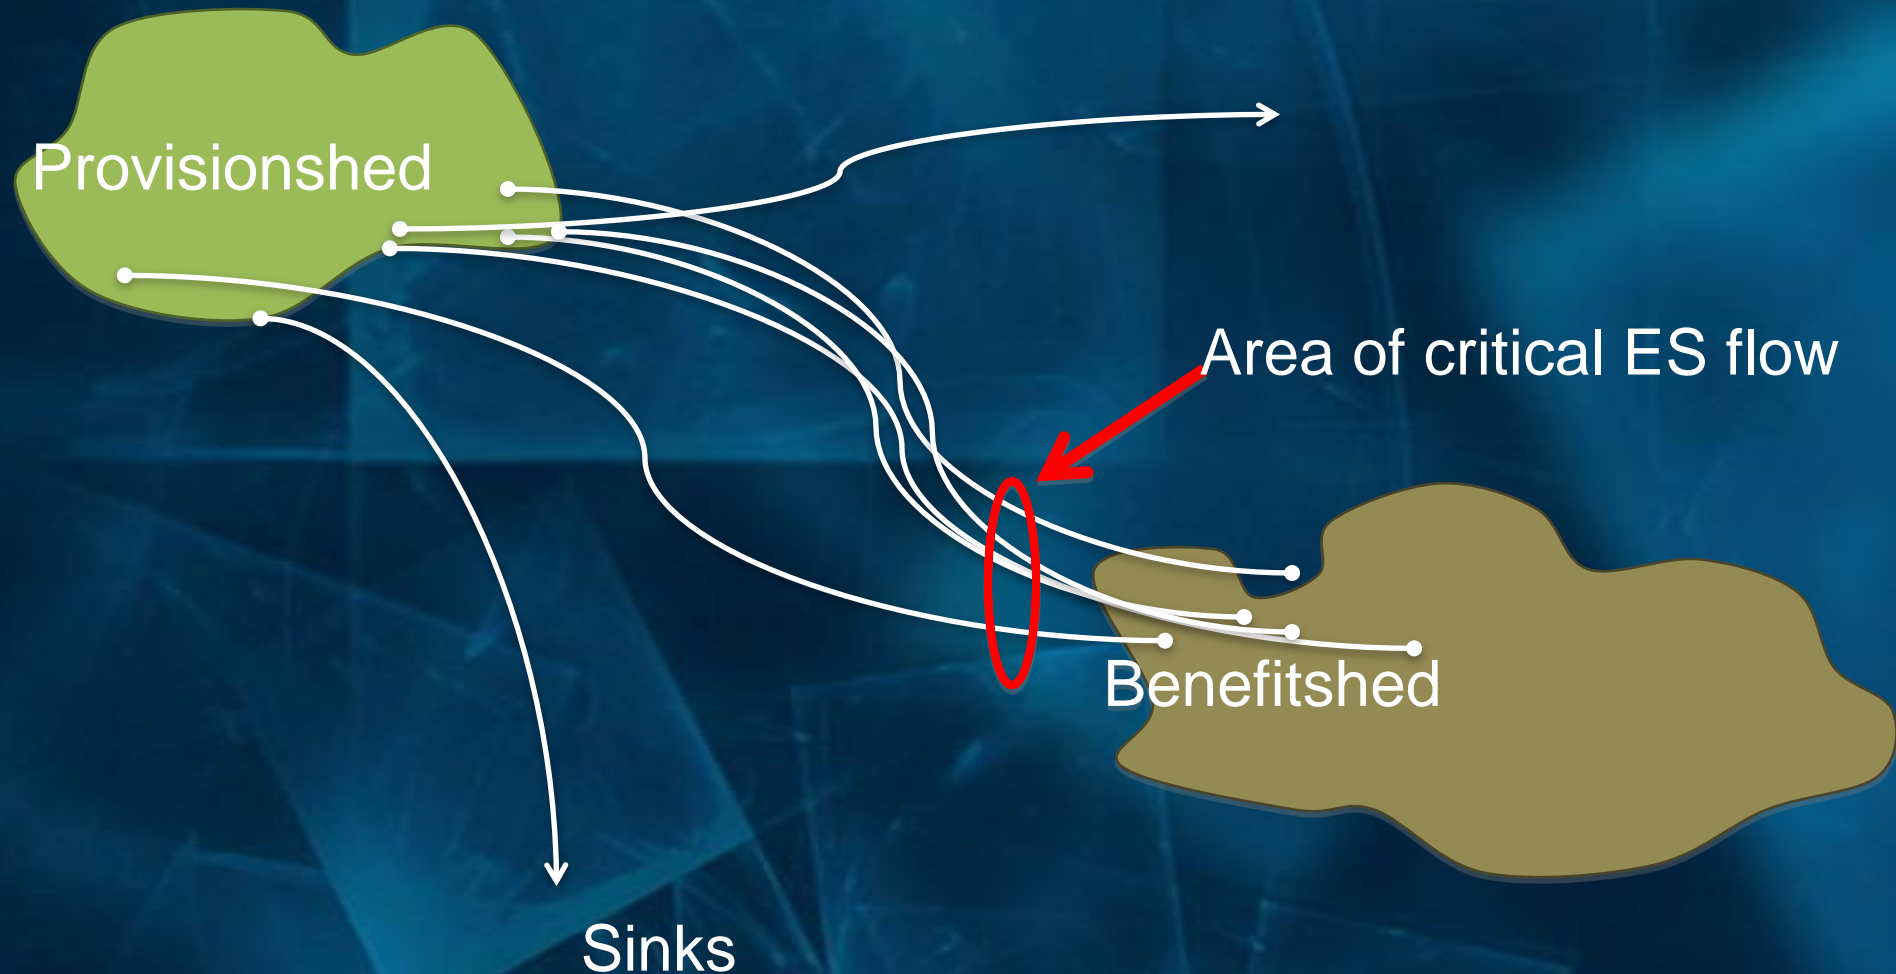 Provisionshed
Area of critical ES flow
Benefitshed
Sinks